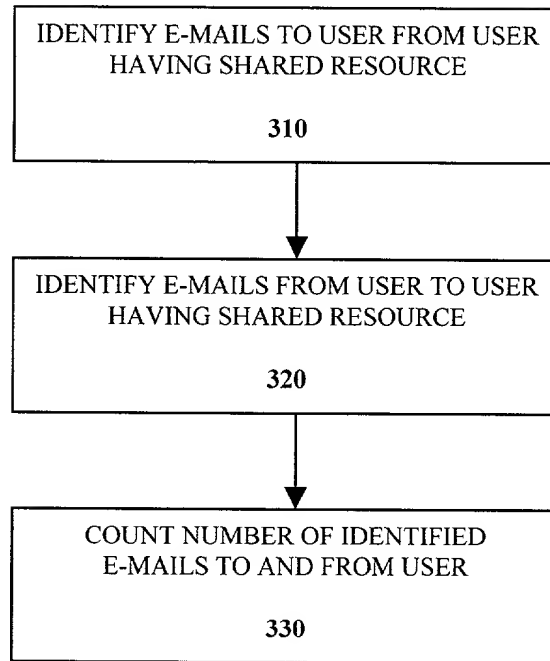 IDENTIFY E-MAILS TO USER FROM USER
HAVING SHARED RESOURCE
310
IDENTIFY E-MAILS FROM USER TO USER
HAVING SHARED RESOURCE
320
COUNT NUMBER OF IDENTIFIED
E-MAILS TO AND FROM USER
330